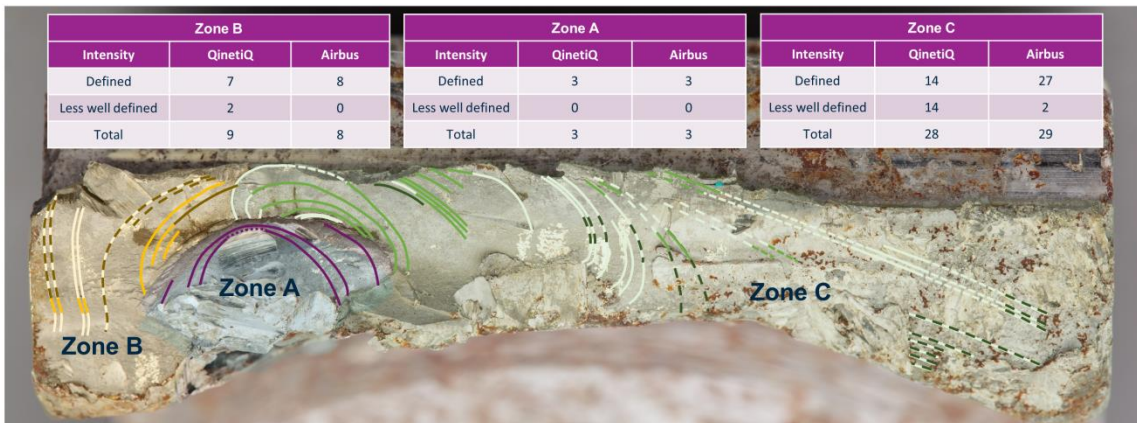 Zone B
Intensity QinetiQ Airbus
Defined 7 8
Less well defined 2 0
Total 9 8
Zone A
Intensity QinetiQ Airbus
Defined 3 3
Less well defined 0 0
Total 3 3
Zone C
Intensity QinetiQ Airbus
Defined 14 27
Less well defined 14 2
Total 28 29
Zone A
Zone C
Zone B